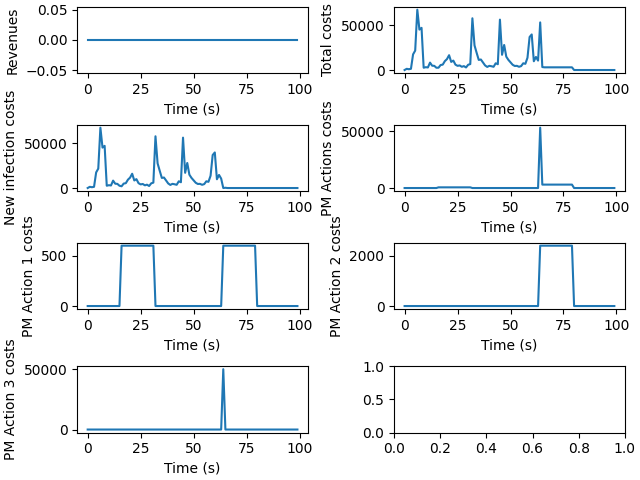 Revenues
0.05
0.00
−0.05
0 25 50 75 100
Time (s)
Total costs
50000
0
0 25 50 75 100
Time (s)
New infection costs
50000
0
0 25 50 75 100
Time (s)
PM Actions costs
50000
0
0 25 50 75 100
Time (s)
PM Action 1 costs
500
0
0 25 50 75 100
Time (s)
PM Action 2 costs
2000
0
0 25 50 75 100
Time (s)
PM Action 3 costs
50000
0
0 25 50 75 100
Time (s)
1.0
0.5
0.0
0.0 0.2 0.4 0.6 0.8 1.0